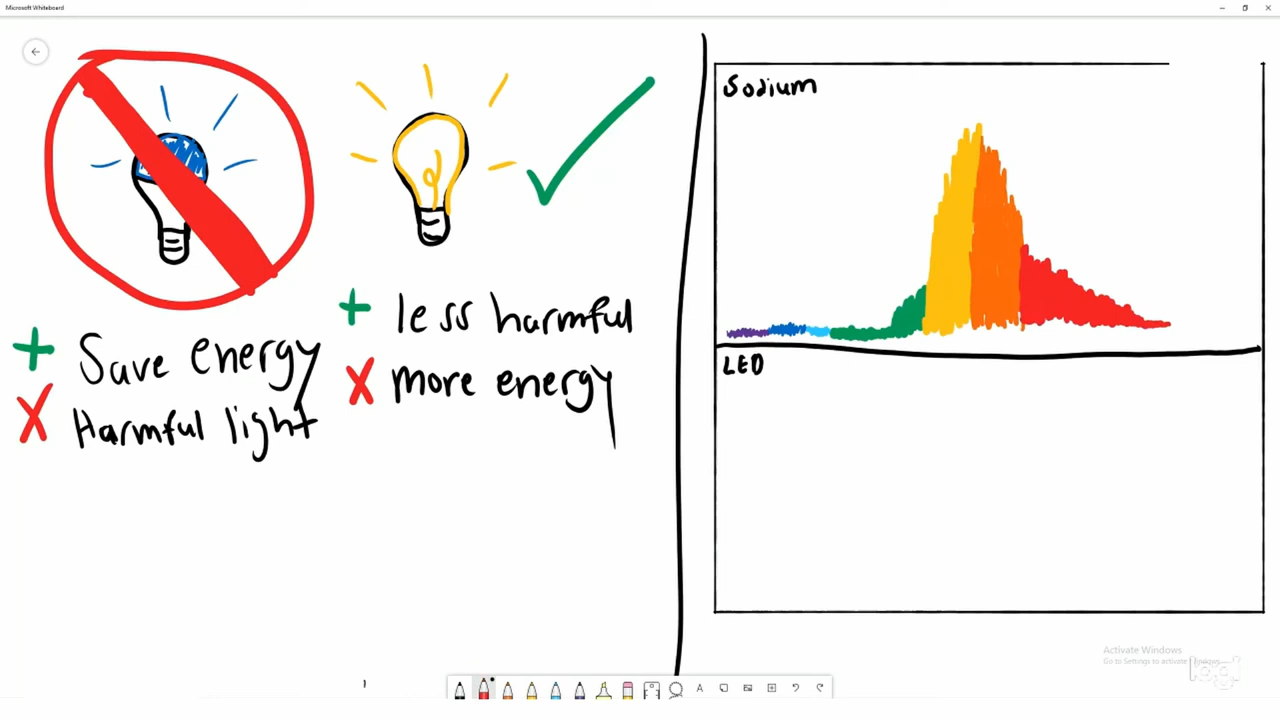 Microsoft Whiteboard
+ Save energy
X Harmful light
+ less harmful
X more energy
Sodium
LED
Activate Windows
Go to Settings to activate Windows.
A